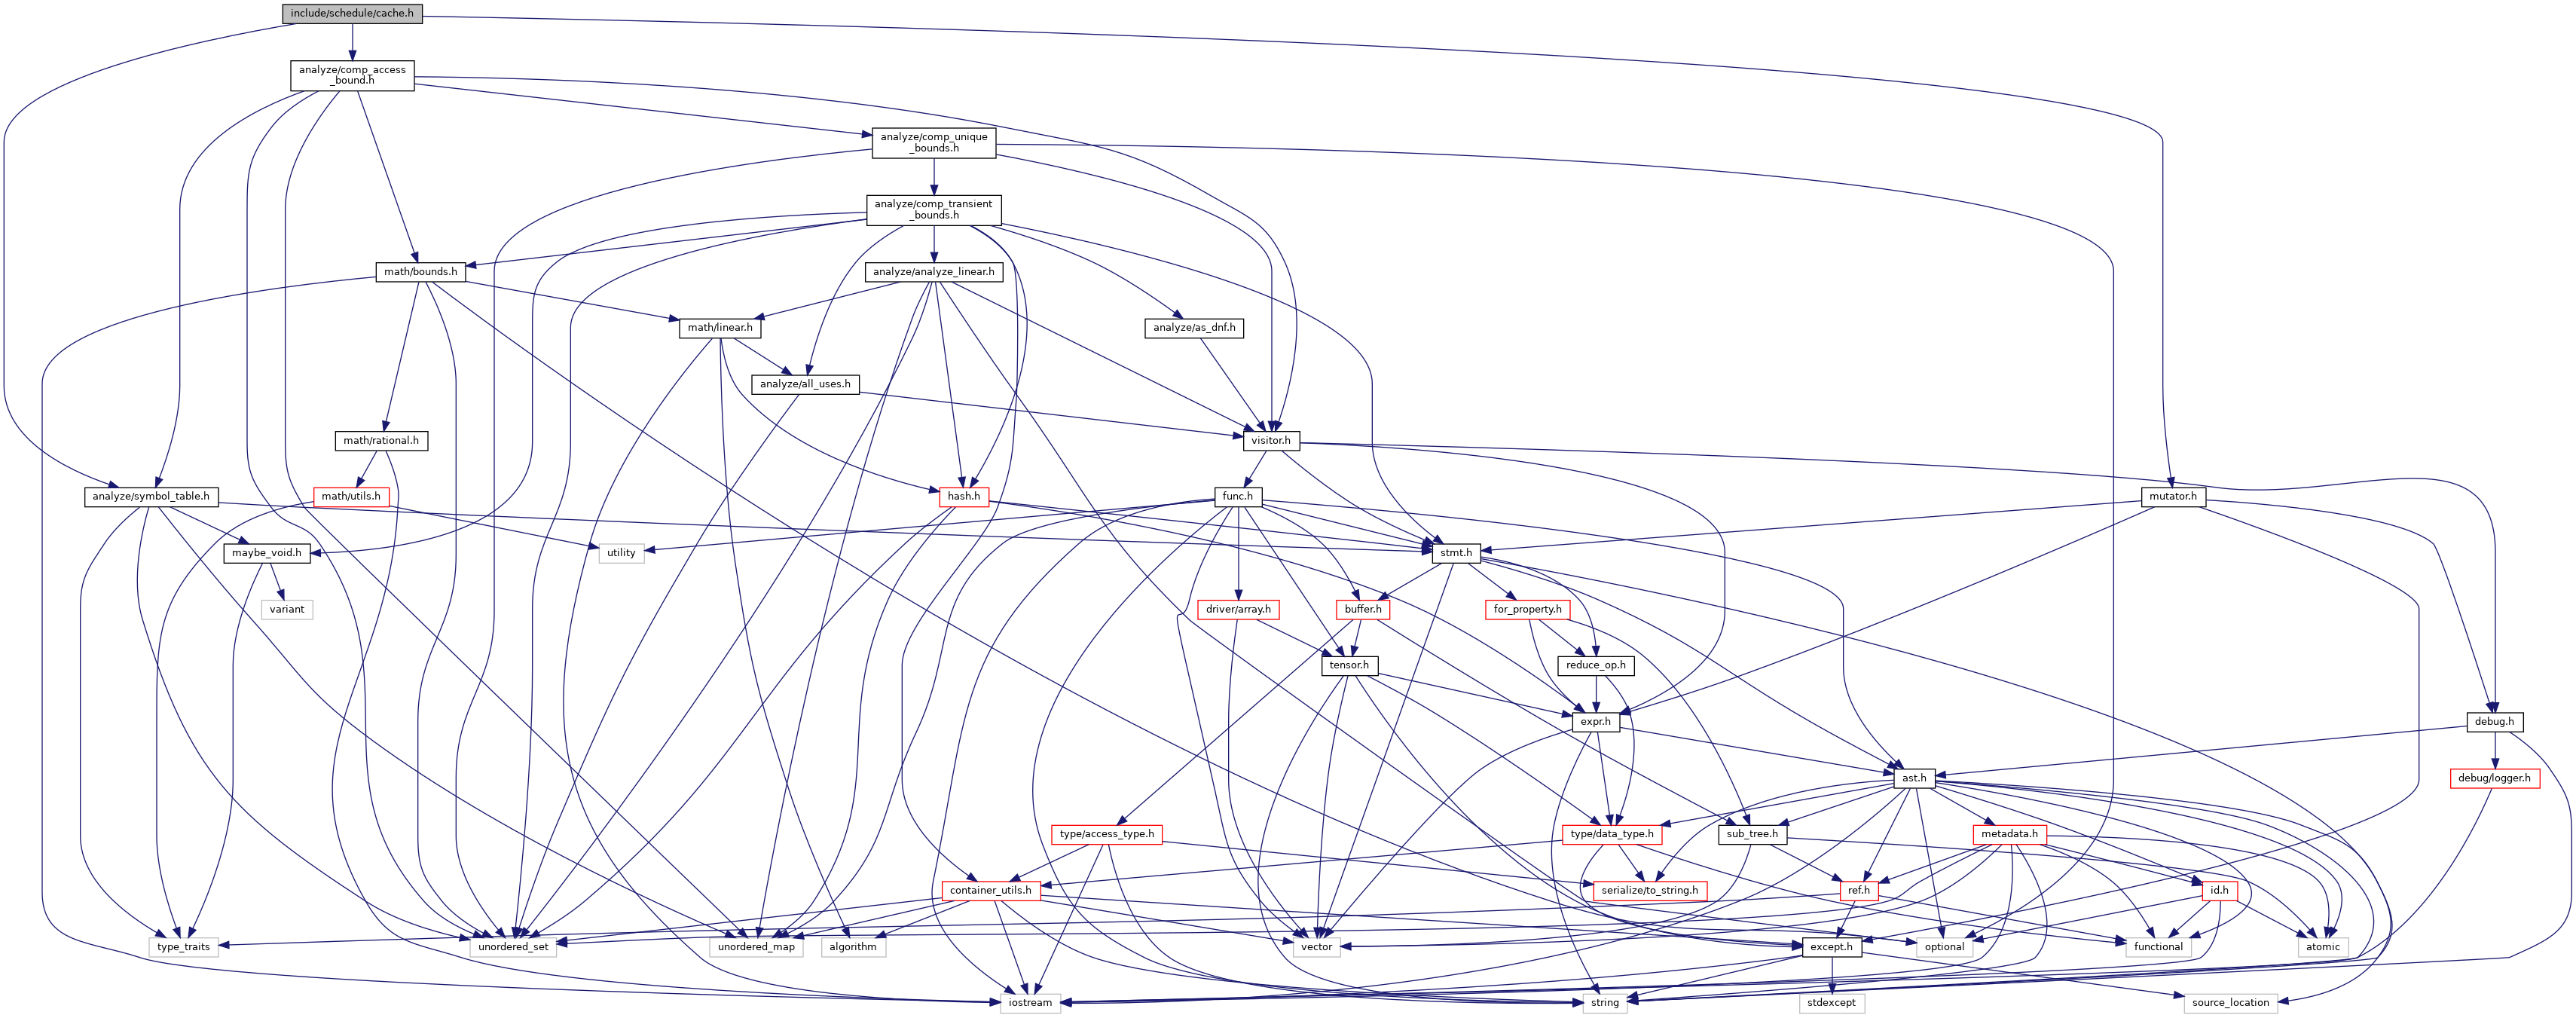 include/schedule/cache.h
analyze/comp_access
_bound.h
analyze/comp_unique
_bounds.h
analyze/comp_transient
_bounds.h
math/bounds.h
analyze/analyze_linear.h
math/linear.h
analyze/as_dnf.h
analyze/all_uses.h
math/rational.h
visitor.h
analyze/symbol_table.h
math/utils.h
hash.h
func.h
mutator.h
maybe_void.h
utility
stmt.h
variant
driver/array.h
buffer.h
for_property.h
tensor.h
reduce_op.h
expr.h
debug.h
ast.h
debug/logger.h
type/access_type.h
type/data_type.h
sub_tree.h
metadata.h
container_utils.h
serialize/to_string.h
ref.h
id.h
type_traits
unordered_set
unordered_map
algorithm
vector
except.h
optional
functional
atomic
iostream
string
stdexcept
source_location